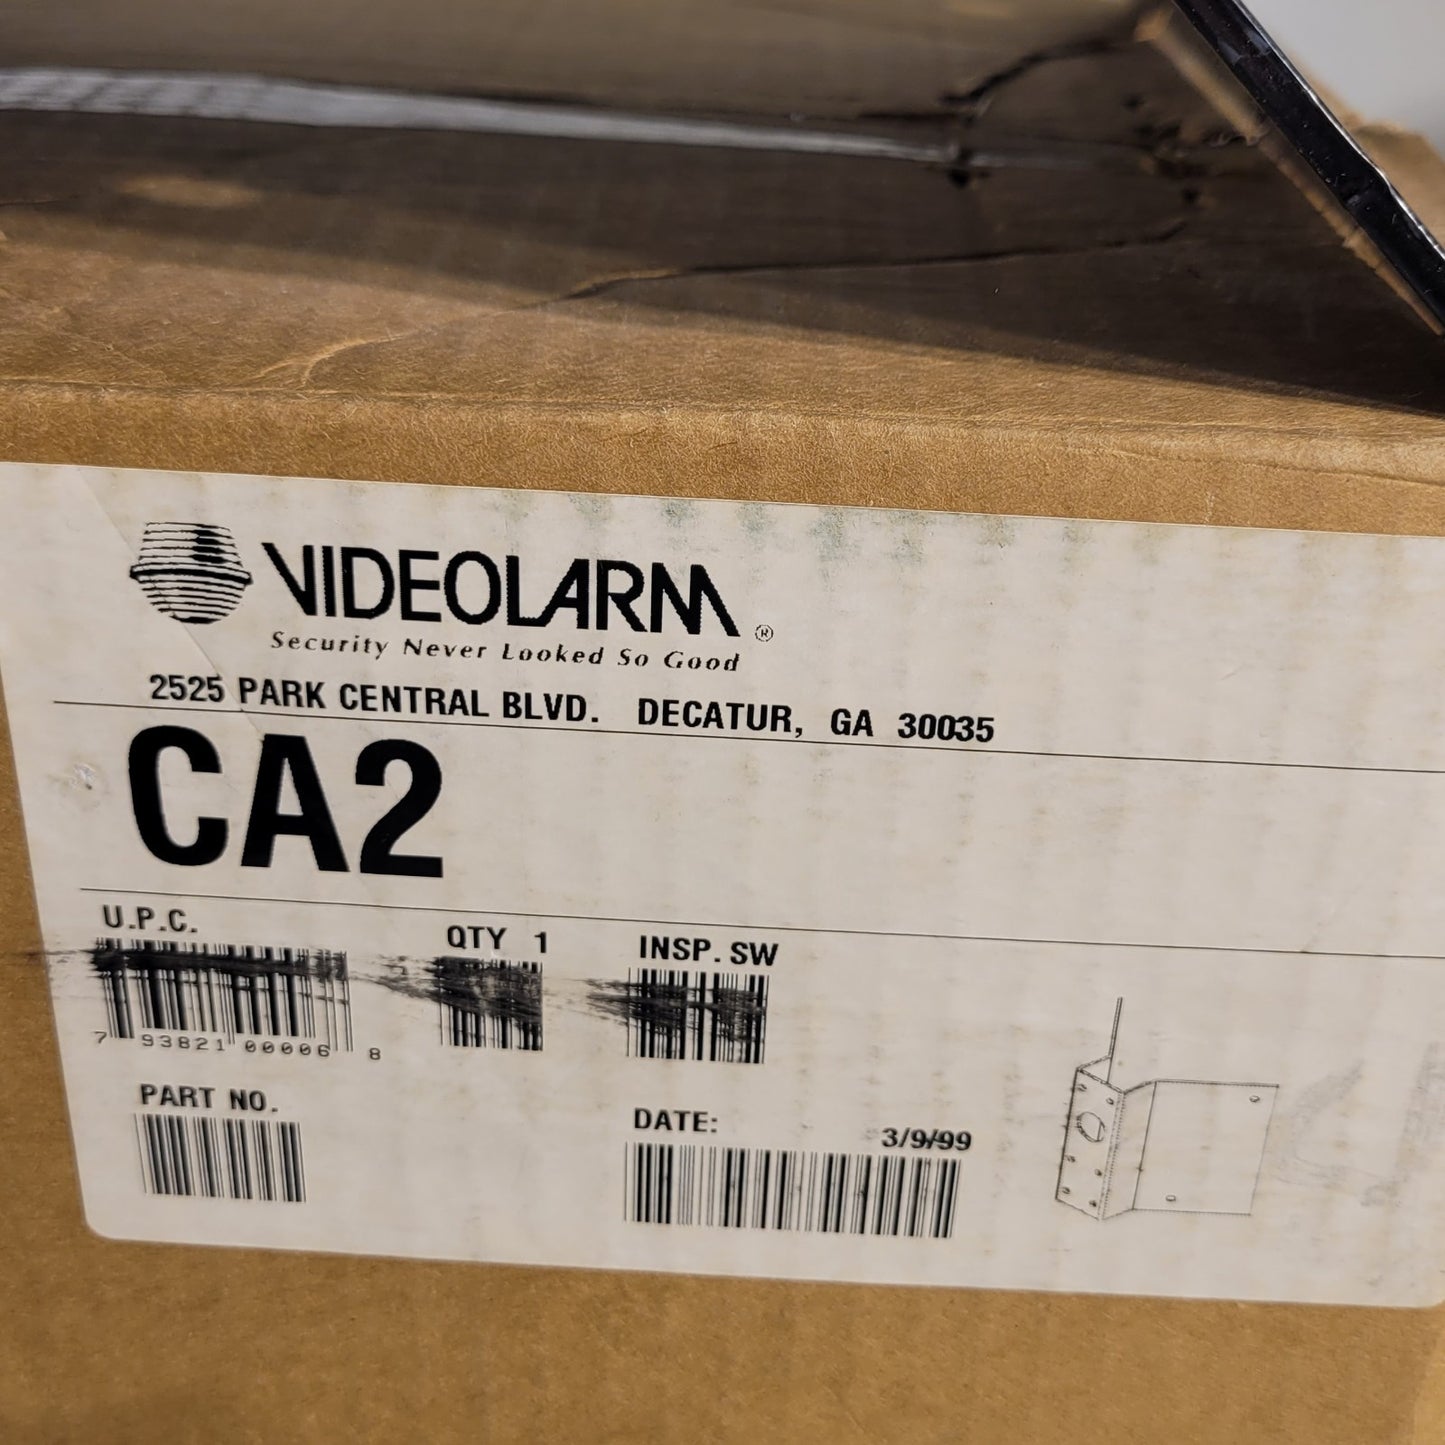 VIDEOLARM ®
Security Never Looked So Good
2525 PARK CENTRAL BLVD. DECATUR, GA 30035
CA2
U.P.C. QTY 1 INSP. SW
7 93821 00006 8
PART NO. DATE: 3/9/99